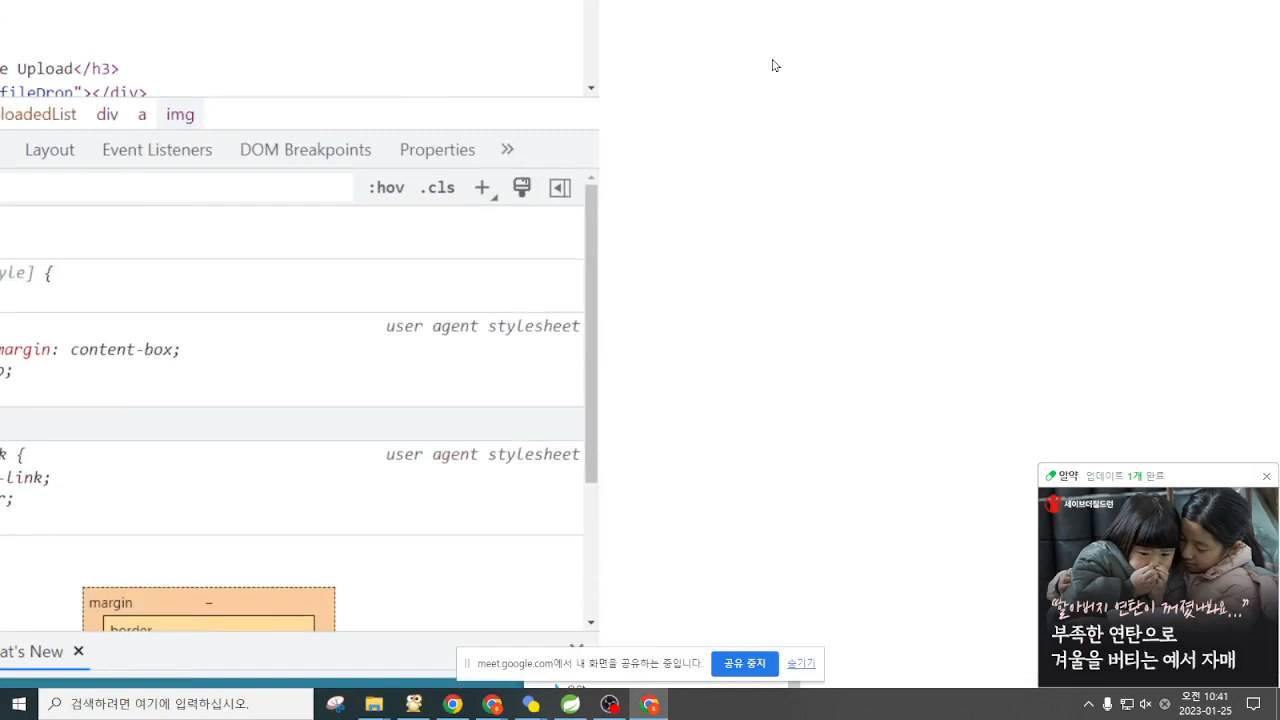 e Upload</h3>
fileDrop"></div>
loadedList div a img
Layout Event Listeners DOM Breakpoints Properties »
:hov .cls +
yle] {
user agent stylesheet
margin: content-box;
o;
k { user agent stylesheet
-link;
r;
margin –
border
at's New ×
meet.google.com에서 내 화면을 공유하는 중입니다. 공유 중지 숨기기
알약 업데이트 1개 완료
세이브더칠드런
"할아버지 연탄이 꺼졌나봐요..."
부족한 연탄으로
겨울을 버티는 예서 자매
검색하려면 여기에 입력하십시오.
오전 10:41
2023-01-25